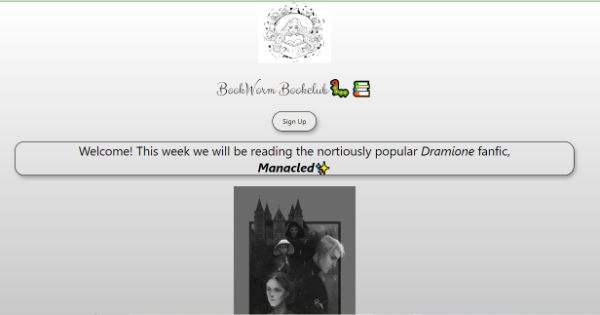 BookWorm Bookclub🐛📚
Sign Up
Welcome! This week we will be reading the nortiously popular Dramione fanfic,
Manacled✨